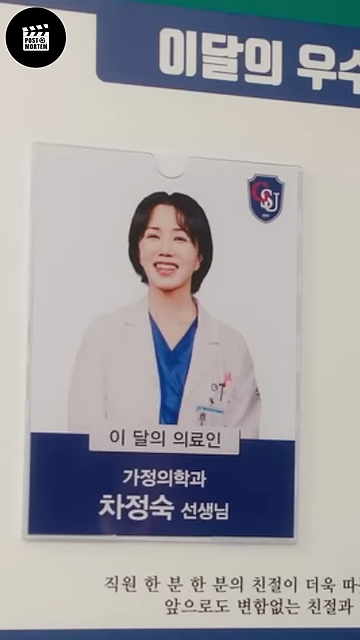 POST
MORTEM
이달의 우수
CSU
이 달의 의료인
가정의학과
차정숙 선생님
직원 한 분 한 분의 친절이 더욱 따
앞으로도 변함없는 친절과